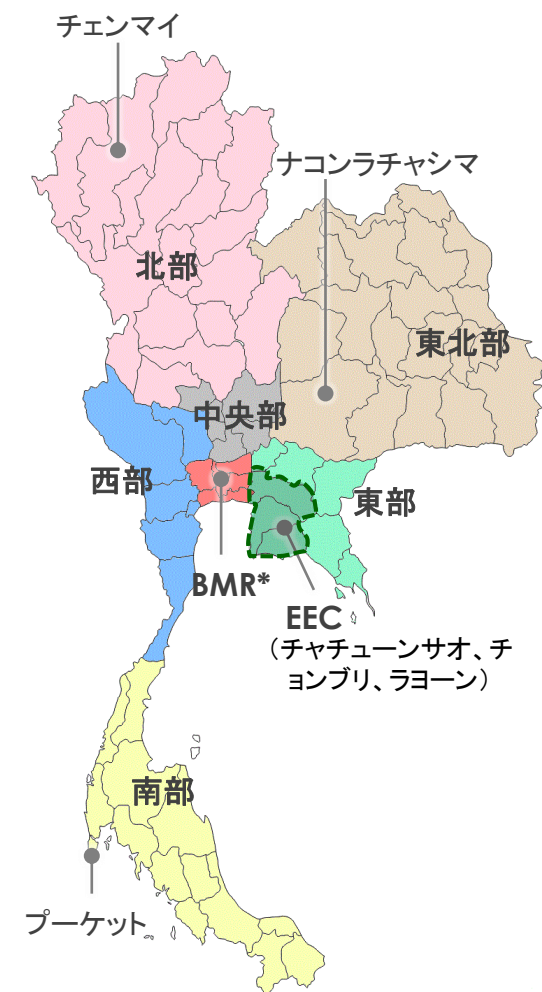 チェンマイ
ナコンラチャシマ
北部
東北部
中央部
西部
東部
BMR*
EEC
（チャチューンサオ、チ
ョンブリ、ラヨーン）
南部
プーケット